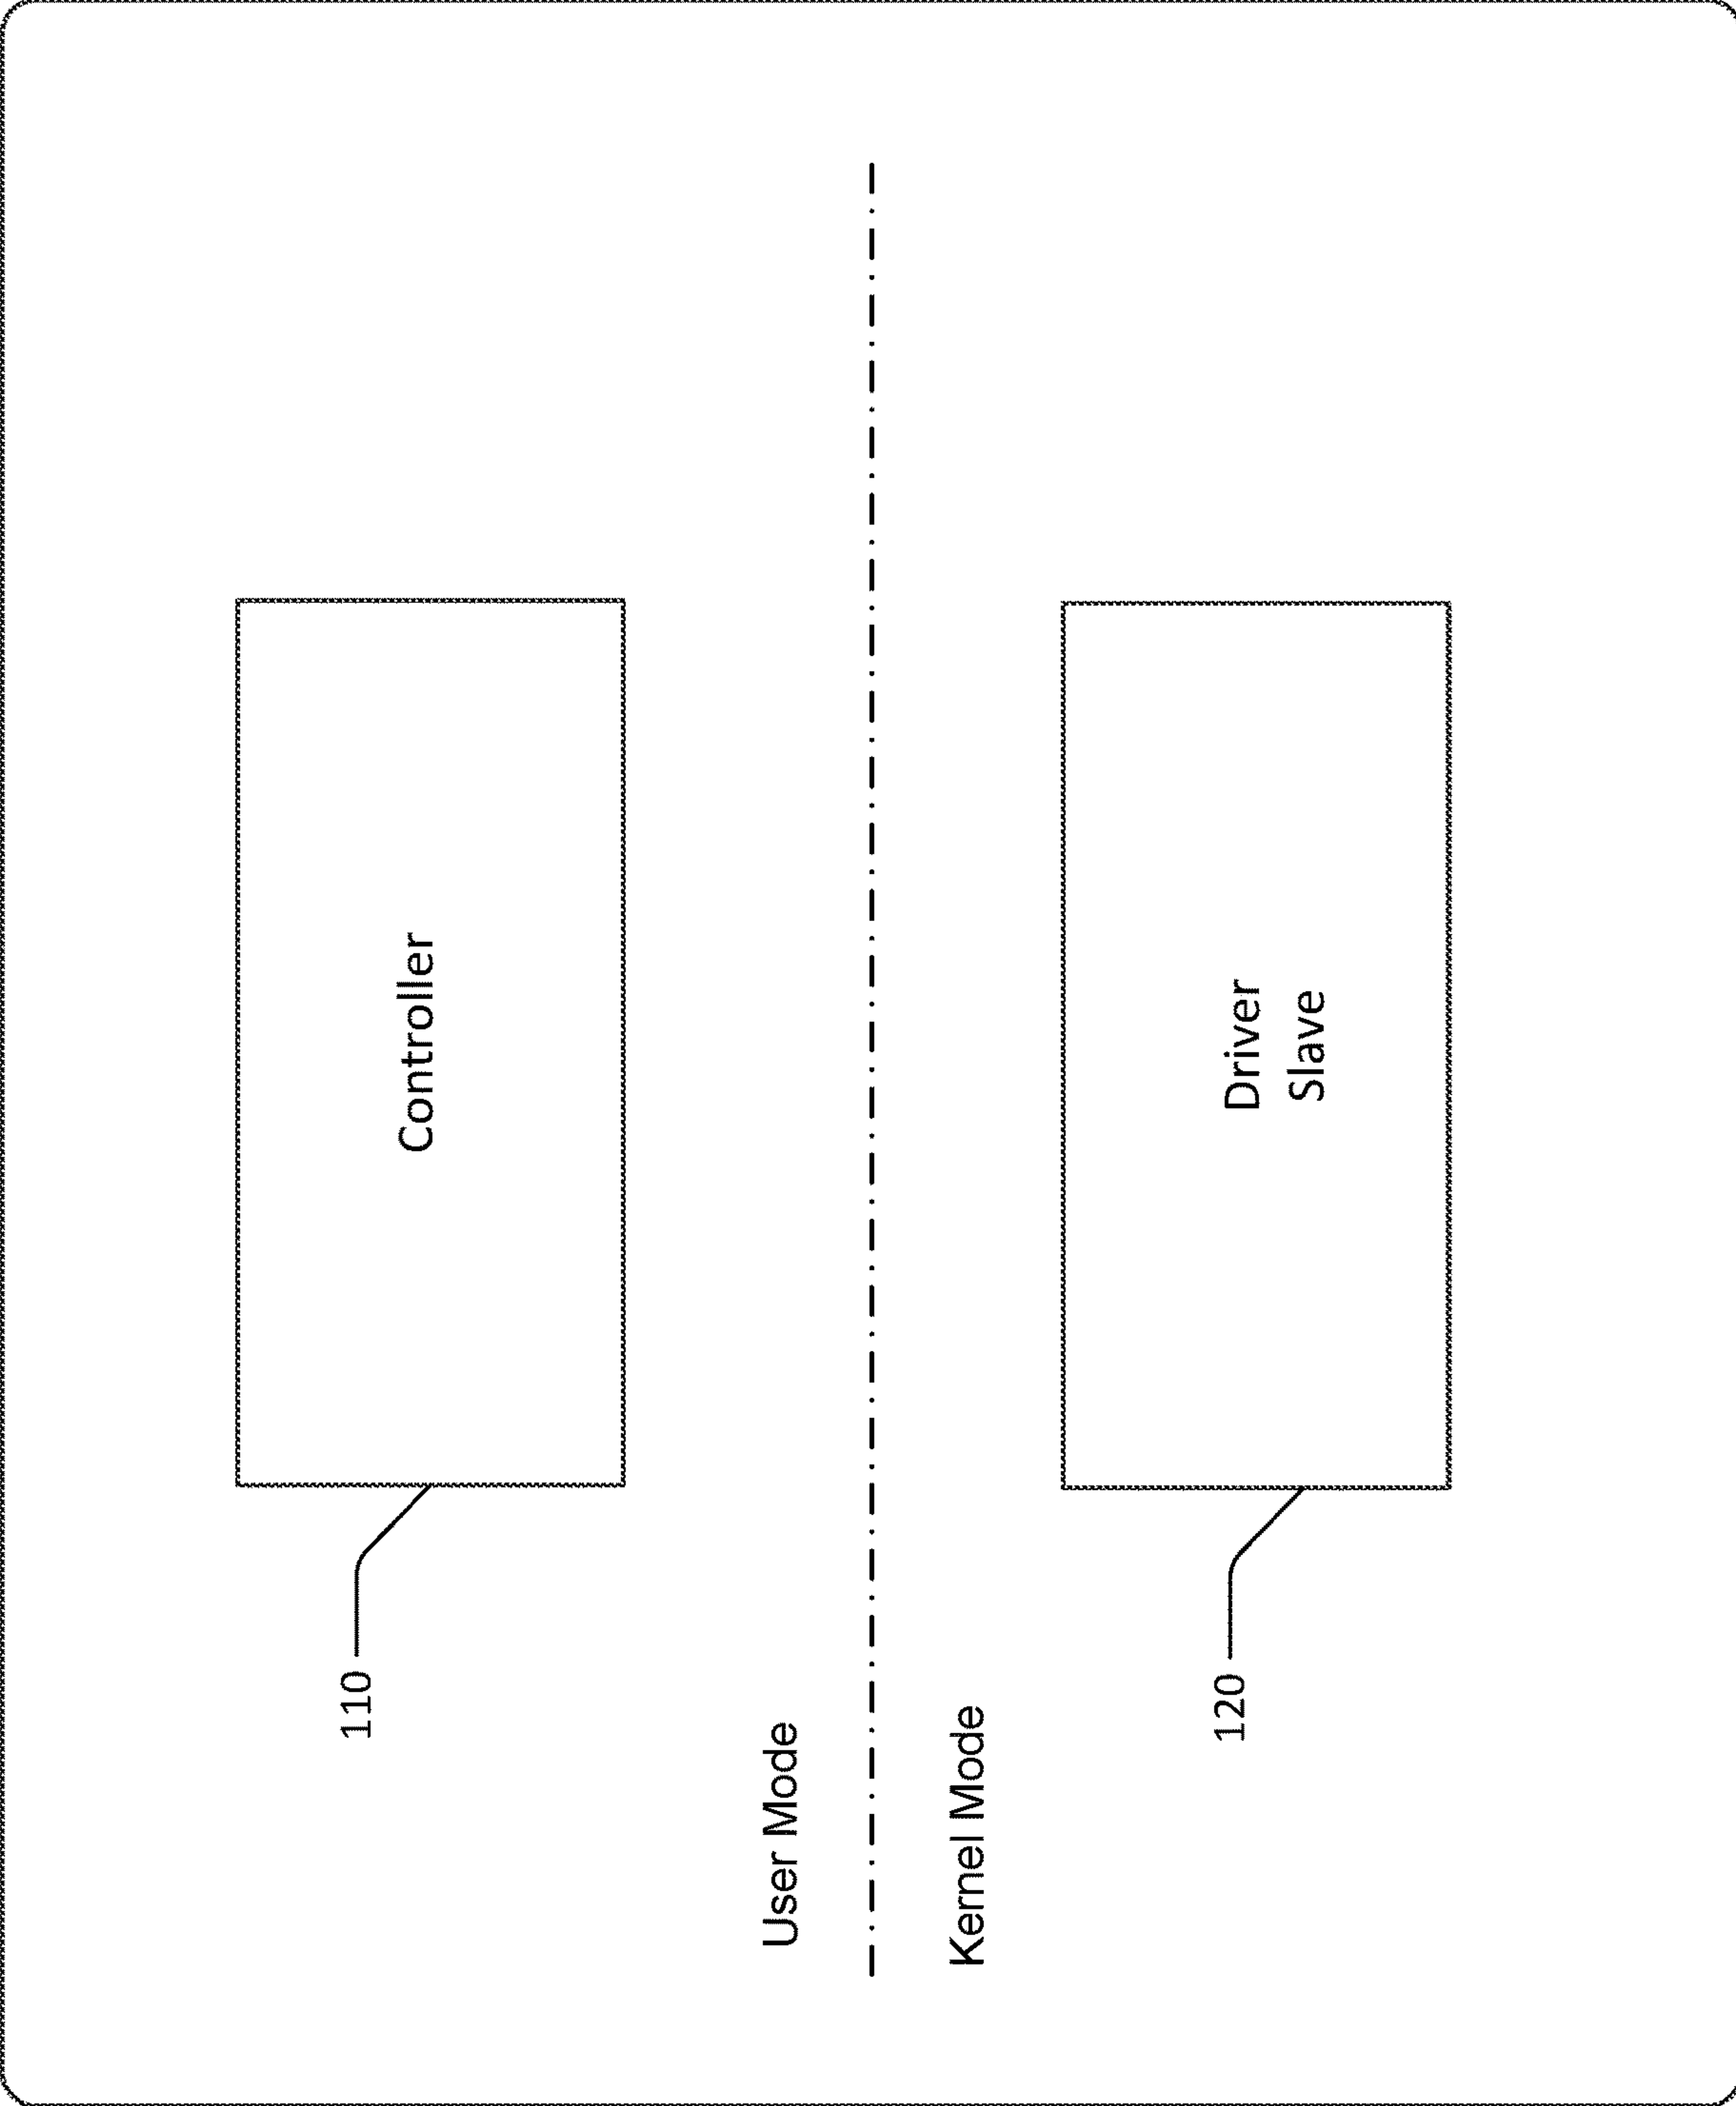 110
Controller
User Mode
Kernel Mode
120
Driver
Slave